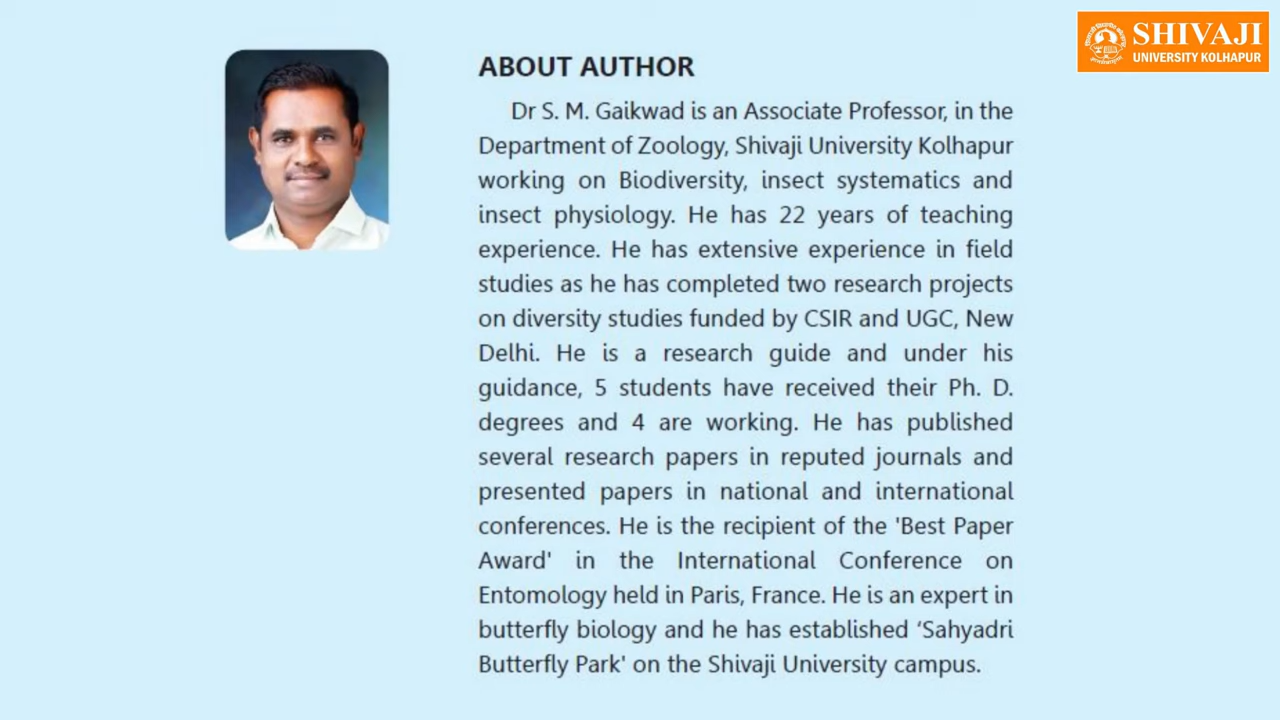 SHIVAJI
UNIVERSITY KOLHAPUR
ABOUT AUTHOR
Dr S. M. Gaikwad is an Associate Professor, in the
Department of Zoology, Shivaji University Kolhapur
working on Biodiversity, insect systematics and
insect physiology. He has 22 years of teaching
experience. He has extensive experience in field
studies as he has completed two research projects
on diversity studies funded by CSIR and UGC, New
Delhi. He is a research guide and under his
guidance, 5 students have received their Ph. D.
degrees and 4 are working. He has published
several research papers in reputed journals and
presented papers in national and international
conferences. He is the recipient of the 'Best Paper
Award' in the International Conference on
Entomology held in Paris, France. He is an expert in
butterfly biology and he has established ‘Sahyadri
Butterfly Park' on the Shivaji University campus.